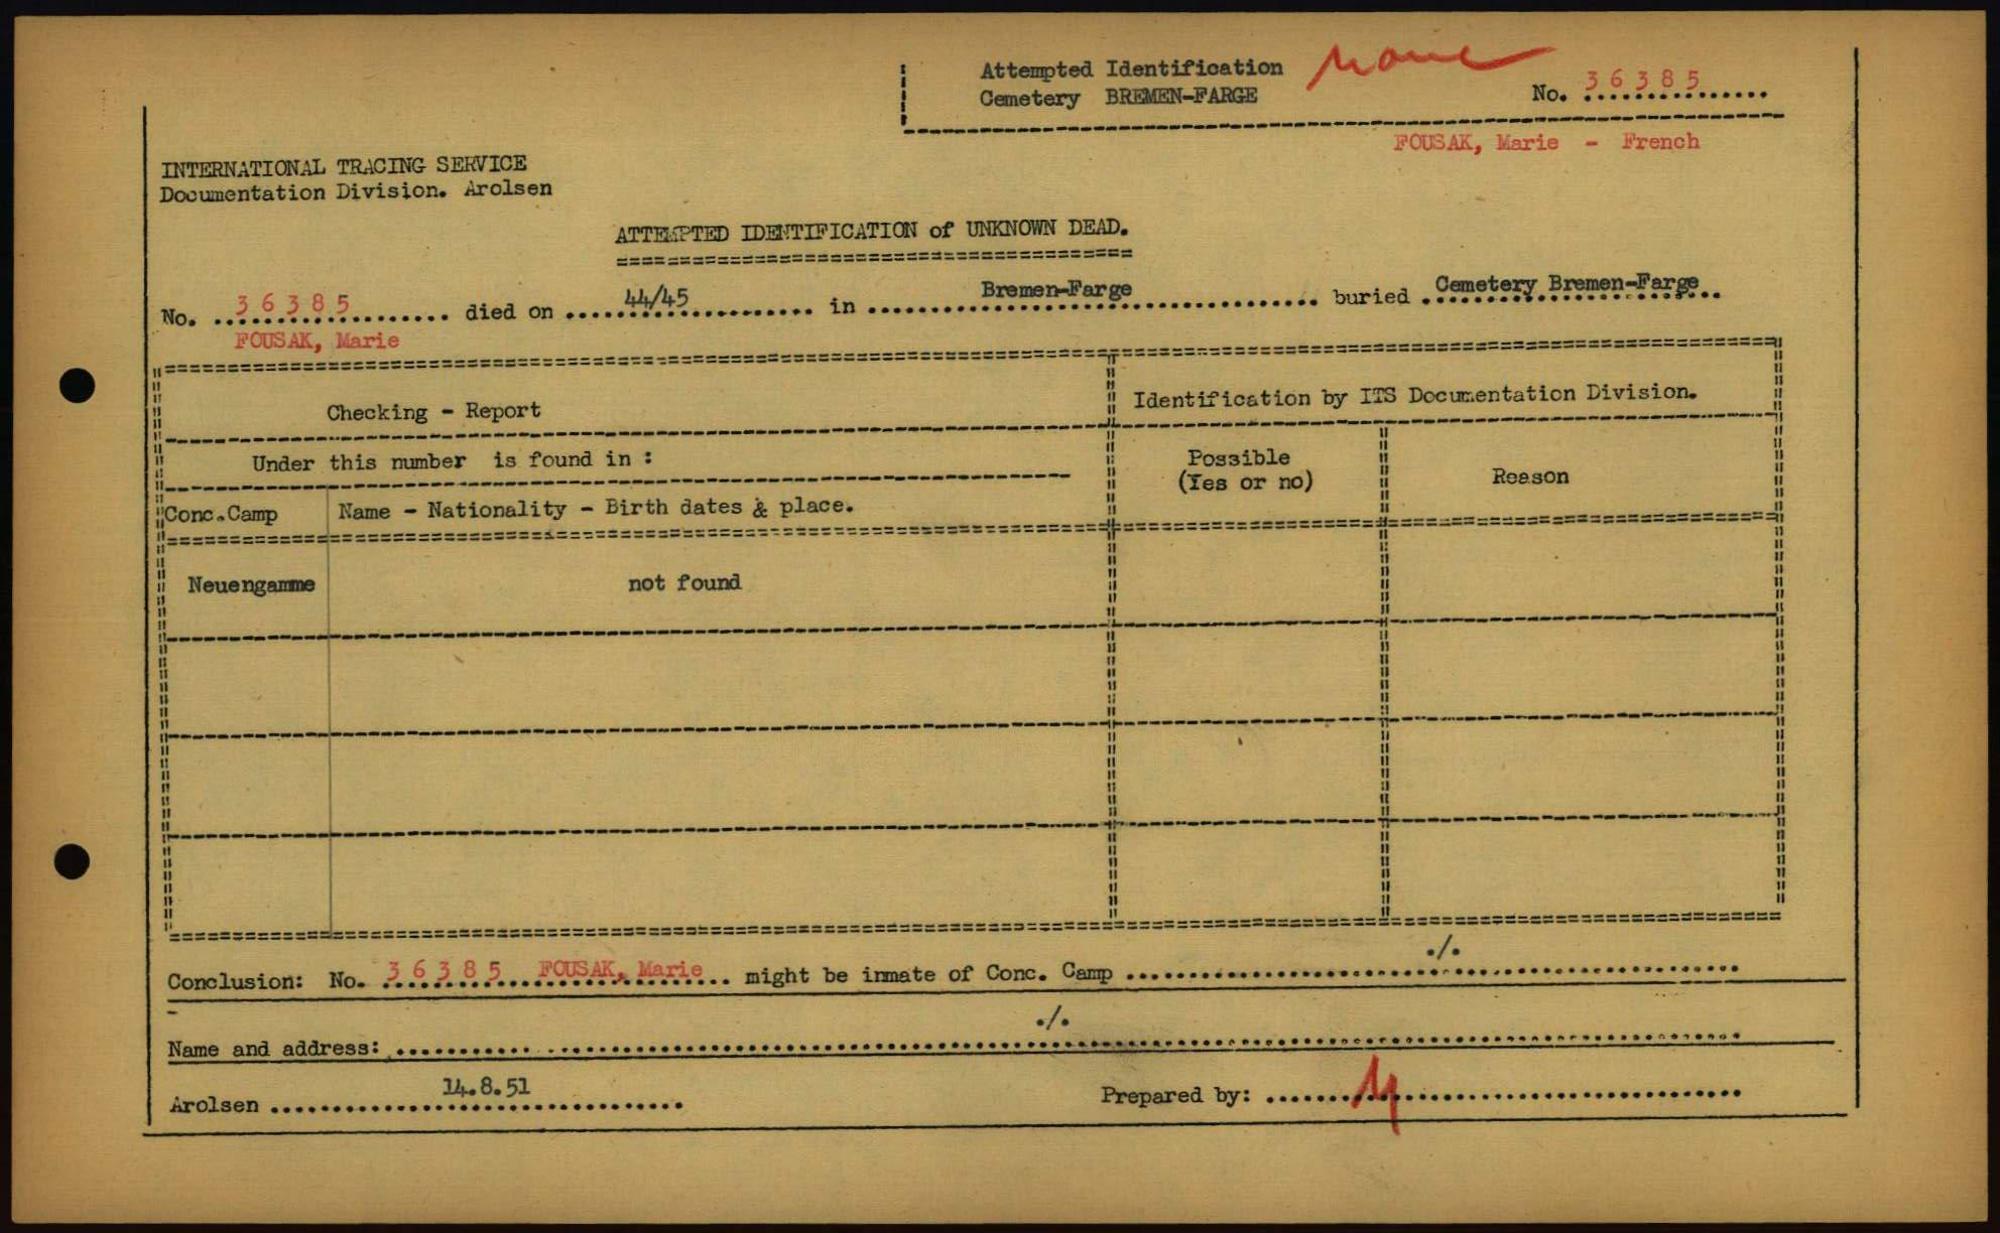 Attempted Identification
Cemetery BREMEN-FARGE
No. 36385
FOUSAK, Marie - French
INTERNATIONAL TRACING SERVICE
Documentation Division. Arolsen
ATTEMPTED IDENTIFICATION of UNKNOWN DEAD.
No. 36385 died on 44/45 in Bremen-Farge buried Cemetery Bremen-Farge
FOUSAK, Marie
Checking - Report
Identification by ITS Documentation Division.
Under this number is found in :
Possible
(Yes or no)
Reason
Conc.Camp
Name - Nationality - Birth dates & place.
Neuengamme
not found
Conclusion: No. 36385 FOUSAK, Marie might be inmate of Conc. Camp ./.
Name and address: ./.
Arolsen 14.8.51
Prepared by: